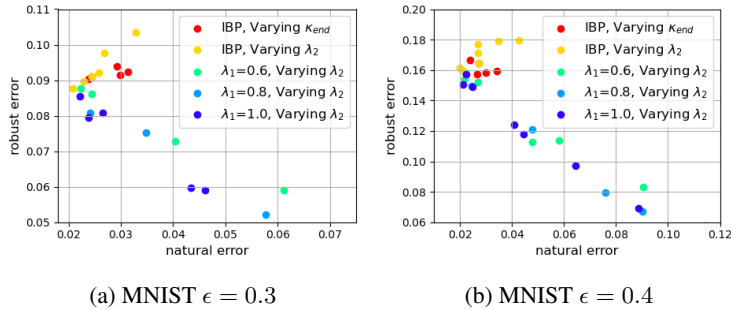 0.11
0.10
0.09
0.08
0.07
0.06
0.05
robust error
IBP, Varying κ_end
IBP, Varying λ₂
λ₁=0.6, Varying λ₂
λ₁=0.8, Varying λ₂
λ₁=1.0, Varying λ₂
0.02 0.03 0.04 0.05 0.06 0.07
natural error
(a) MNIST ϵ = 0.3
0.20
0.18
0.16
0.14
0.12
0.10
0.08
0.06
robust error
IBP, Varying κ_end
IBP, Varying λ₂
λ₁=0.6, Varying λ₂
λ₁=0.8, Varying λ₂
λ₁=1.0, Varying λ₂
0.02 0.04 0.06 0.08 0.10 0.12
natural error
(b) MNIST ϵ = 0.4